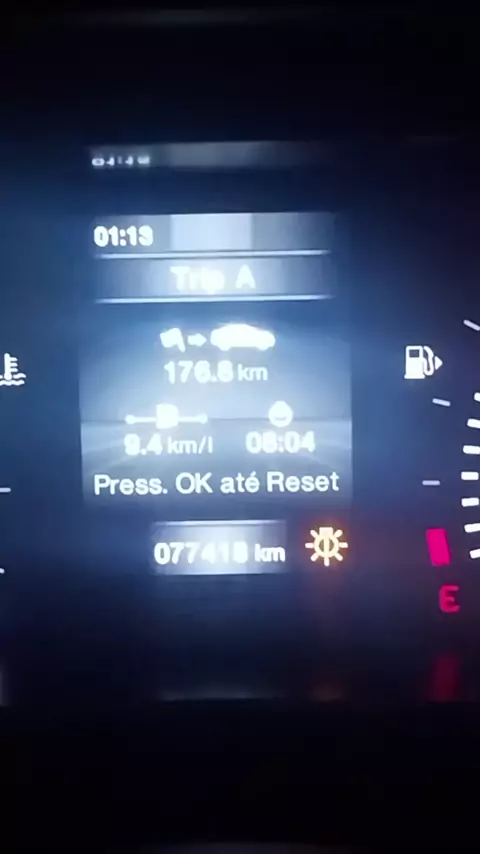 01:13
Trip A
176.8 km
9.4 km/l 08:04
Press. OK até Reset
077418 km
E